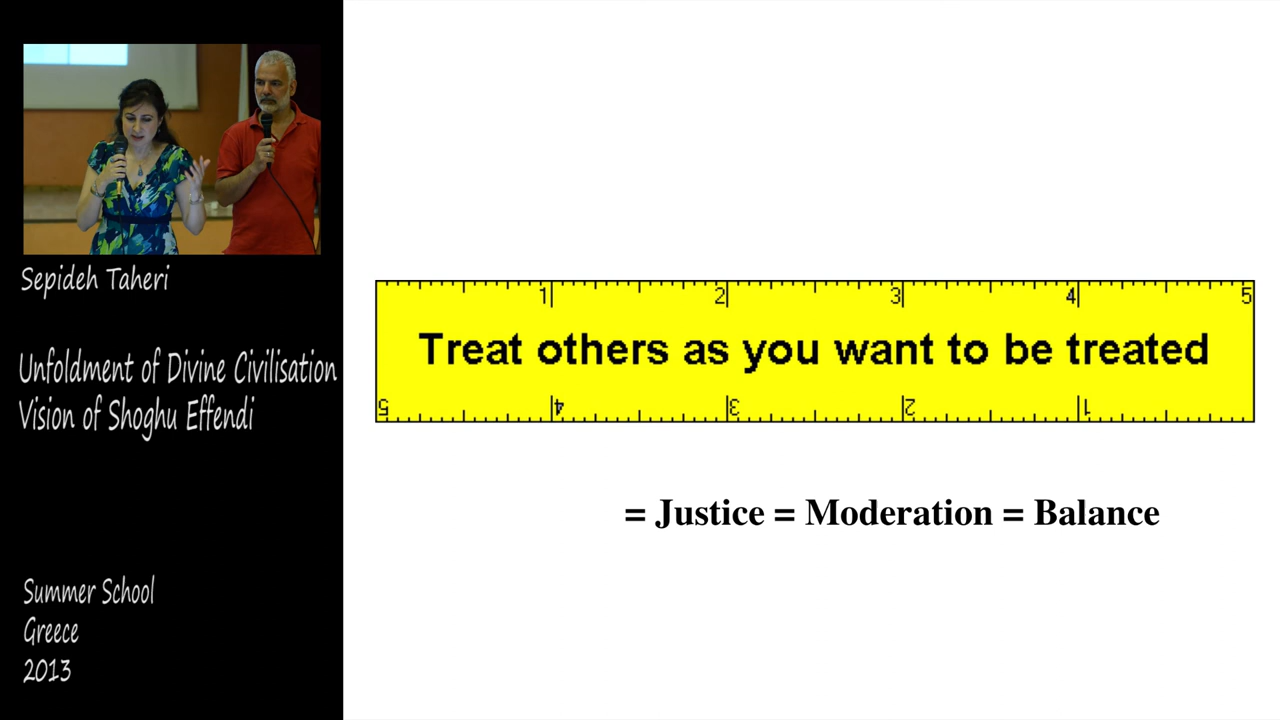 Sepideh Taheri
Unfoldment of Divine Civilisation
Vision of Shoghu Effendi
Summer School
Greece
2013
1 2 3 4 5
Treat others as you want to be treated
5 4 3 2 1
= Justice = Moderation = Balance